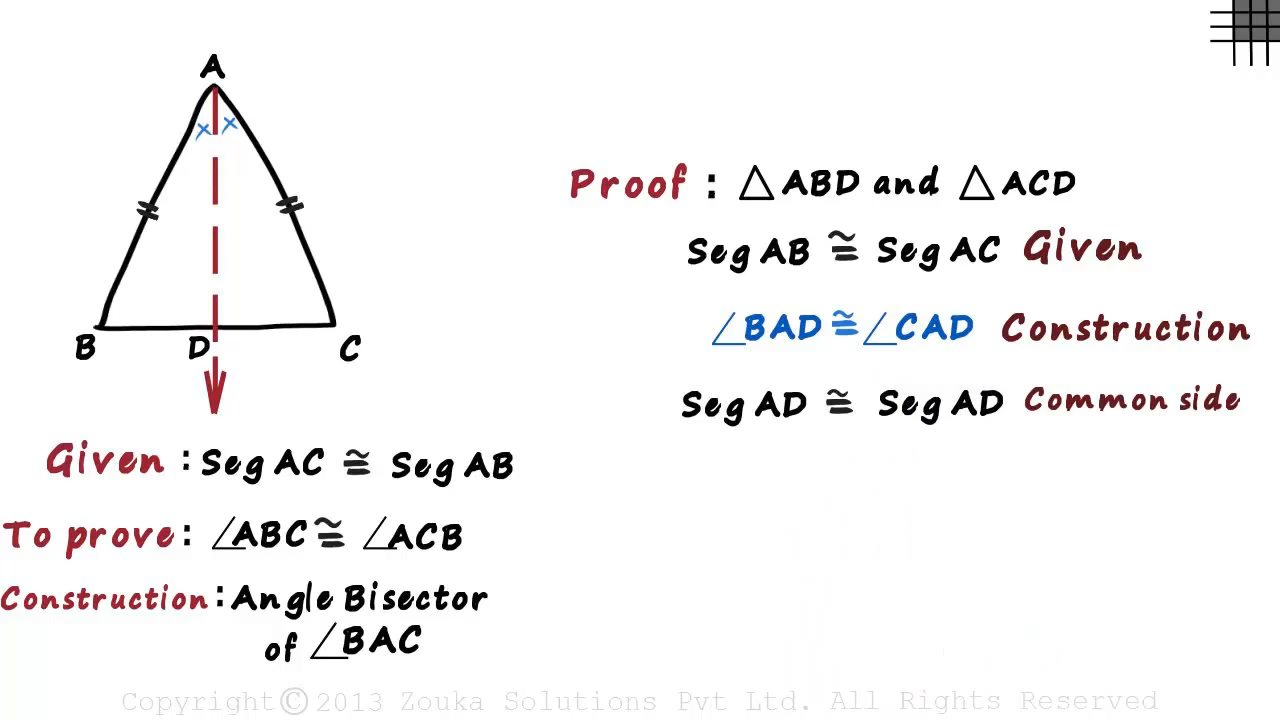 A
B
D
C
Given : Seg AC ≅ Seg AB
To prove : ∠ABC ≅ ∠ACB
Construction : Angle Bisector
of ∠BAC
Proof : △ABD and △ACD
Seg AB ≅ Seg AC Given
∠BAD ≅ ∠CAD Construction
Seg AD ≅ Seg AD Common side
Copyright © 2013 Zouka Solutions Pvt Ltd. All Rights Reserved